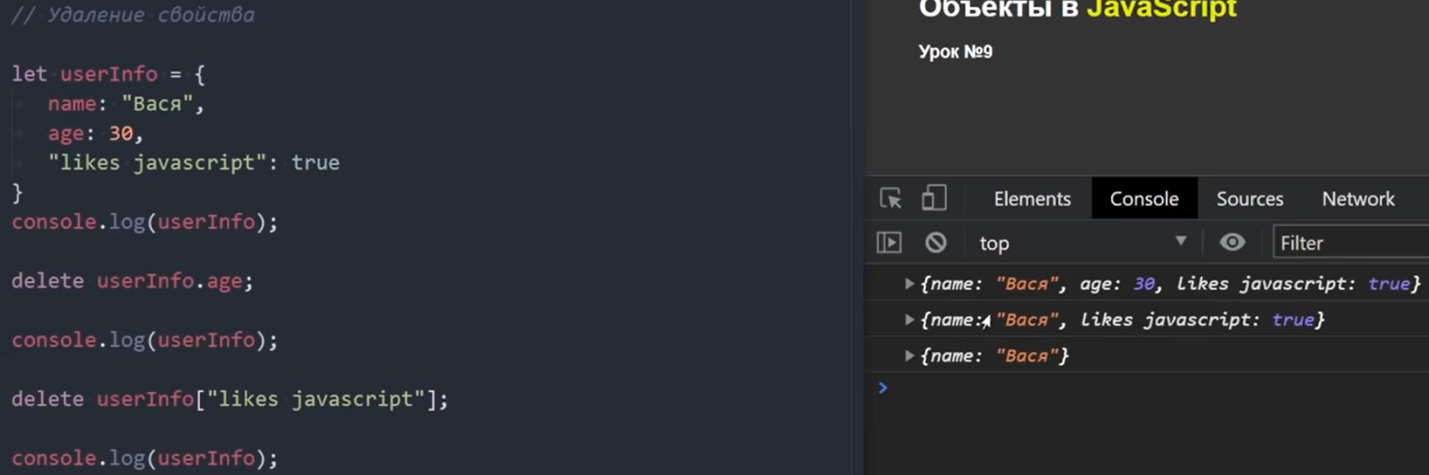 // Удаление свойства
let userInfo = {
name: "Вася",
age: 30,
"likes javascript": true
}
console.log(userInfo);
delete userInfo.age;
console.log(userInfo);
delete userInfo["likes javascript"];
console.log(userInfo);
Объекты в JavaScript
Урок №9
Elements Console Sources Network
top Filter
{name: "Вася", age: 30, likes javascript: true}
{name: "Вася", likes javascript: true}
{name: "Вася"}
>